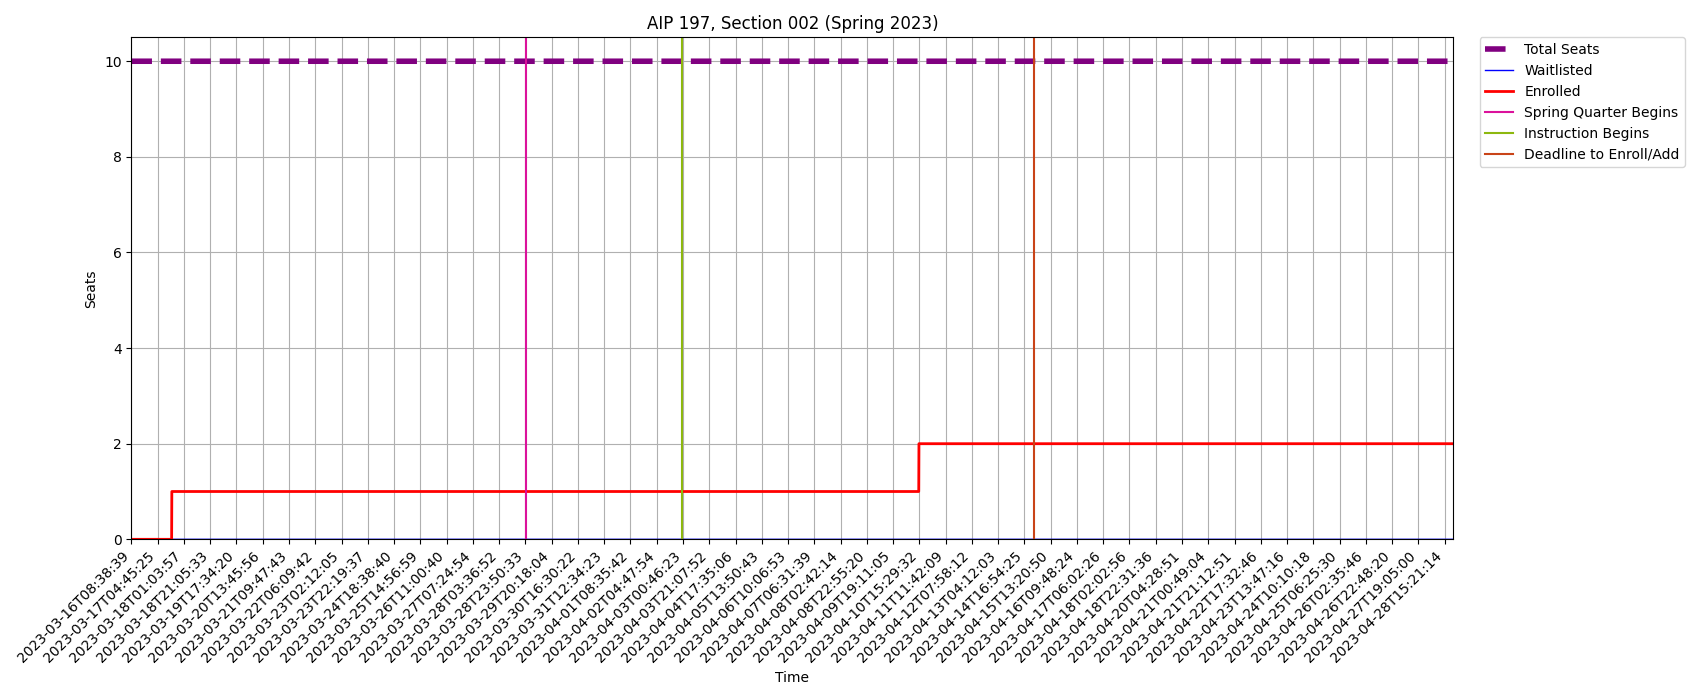 AIP 197, Section 002 (Spring 2023)
Total Seats
Waitlisted
Enrolled
Spring Quarter Begins
Instruction Begins
Deadline to Enroll/Add
10
8
6
4
2
0
Seats
2023-03-16T08:38:39
2023-03-17T04:45:25
2023-03-18T01:03:57
2023-03-18T21:05:33
2023-03-19T17:34:20
2023-03-20T13:45:56
2023-03-21T09:47:43
2023-03-22T06:09:42
2023-03-23T02:12:05
2023-03-23T22:19:37
2023-03-24T18:38:40
2023-03-25T14:56:59
2023-03-26T11:00:40
2023-03-27T07:24:54
2023-03-28T03:36:52
2023-03-28T23:50:33
2023-03-29T20:18:04
2023-03-30T16:30:22
2023-03-31T12:34:23
2023-04-01T08:35:42
2023-04-02T04:47:54
2023-04-03T00:46:23
2023-04-03T21:07:52
2023-04-04T17:35:06
2023-04-05T13:50:43
2023-04-06T10:06:53
2023-04-07T06:31:39
2023-04-08T02:42:14
2023-04-08T22:55:20
2023-04-09T19:11:05
2023-04-10T15:29:32
2023-04-11T11:42:09
2023-04-12T07:58:12
2023-04-13T04:12:03
2023-04-14T16:54:25
2023-04-15T13:20:50
2023-04-16T09:48:24
2023-04-17T06:02:26
2023-04-18T02:02:56
2023-04-18T22:31:36
2023-04-20T04:28:51
2023-04-21T00:49:04
2023-04-21T21:12:51
2023-04-22T17:32:46
2023-04-23T13:47:16
2023-04-24T10:10:18
2023-04-25T06:25:30
2023-04-26T02:35:46
2023-04-26T22:48:20
2023-04-27T19:05:00
2023-04-28T15:21:14
Time